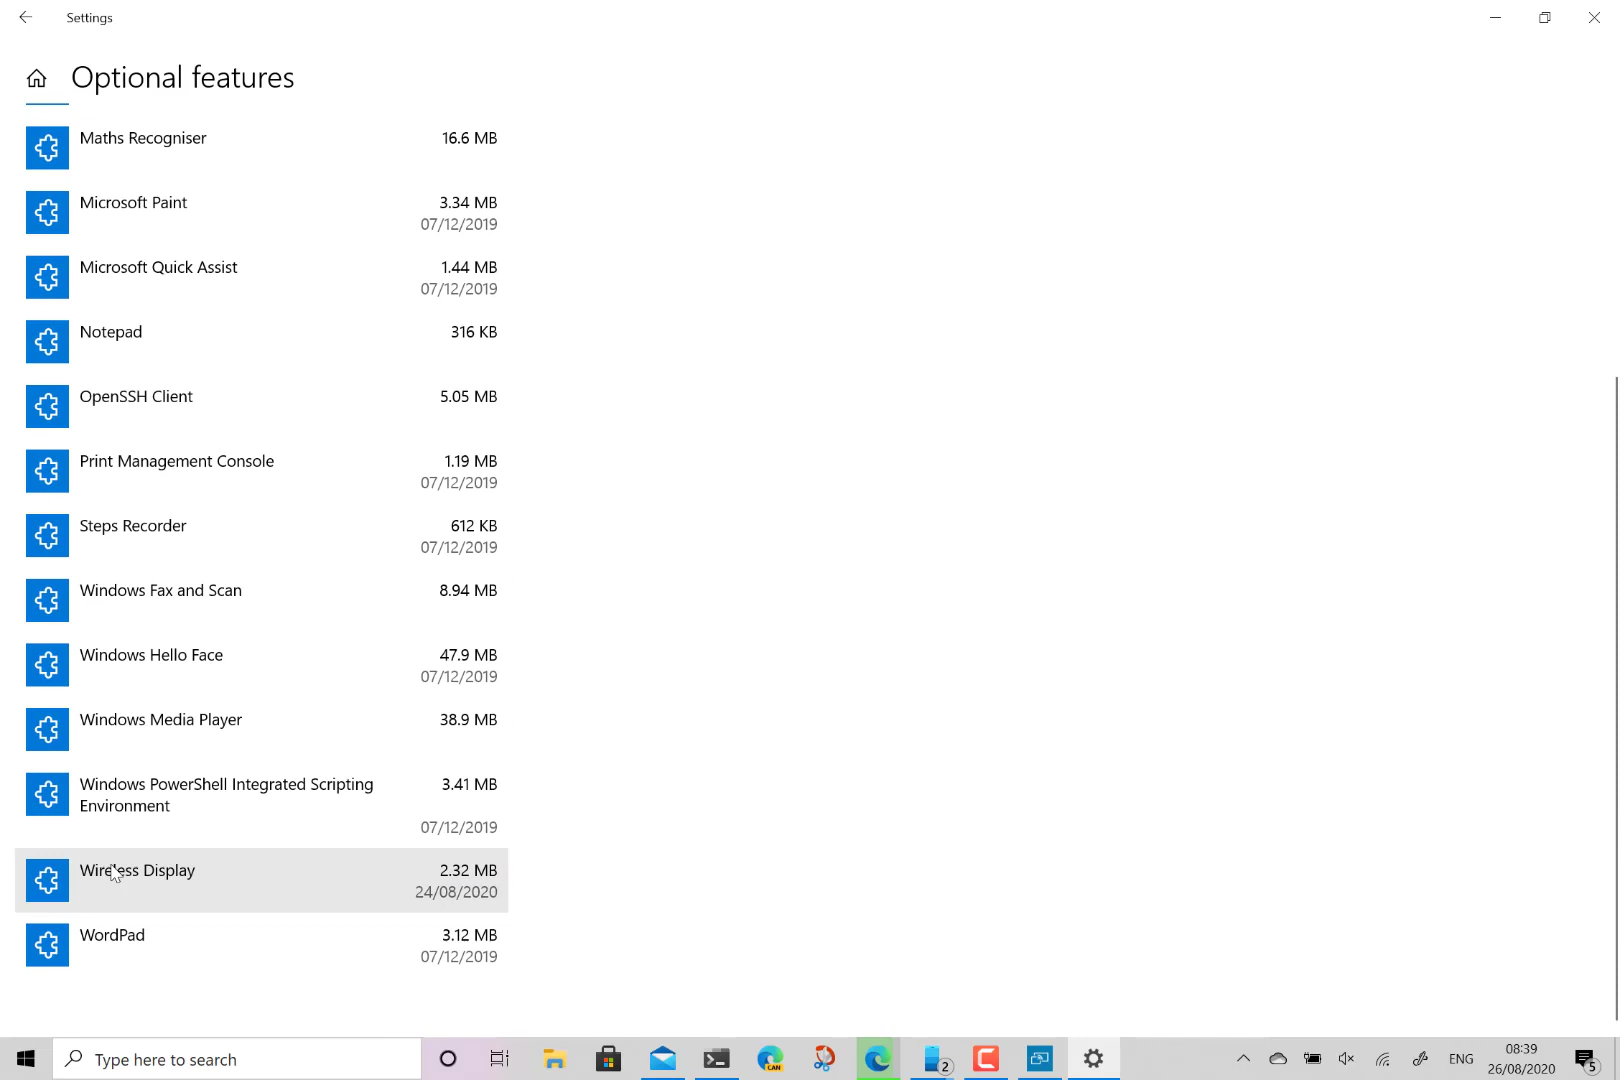 Settings
Optional features
Maths Recogniser 16.6 MB
Microsoft Paint 3.34 MB
07/12/2019
Microsoft Quick Assist 1.44 MB
07/12/2019
Notepad 316 KB
OpenSSH Client 5.05 MB
Print Management Console 1.19 MB
07/12/2019
Steps Recorder 612 KB
07/12/2019
Windows Fax and Scan 8.94 MB
Windows Hello Face 47.9 MB
07/12/2019
Windows Media Player 38.9 MB
Windows PowerShell Integrated Scripting 3.41 MB
Environment
07/12/2019
Wireless Display 2.32 MB
24/08/2020
WordPad 3.12 MB
07/12/2019
Type here to search
CAN
2
ENG
08:39
26/08/2020
5